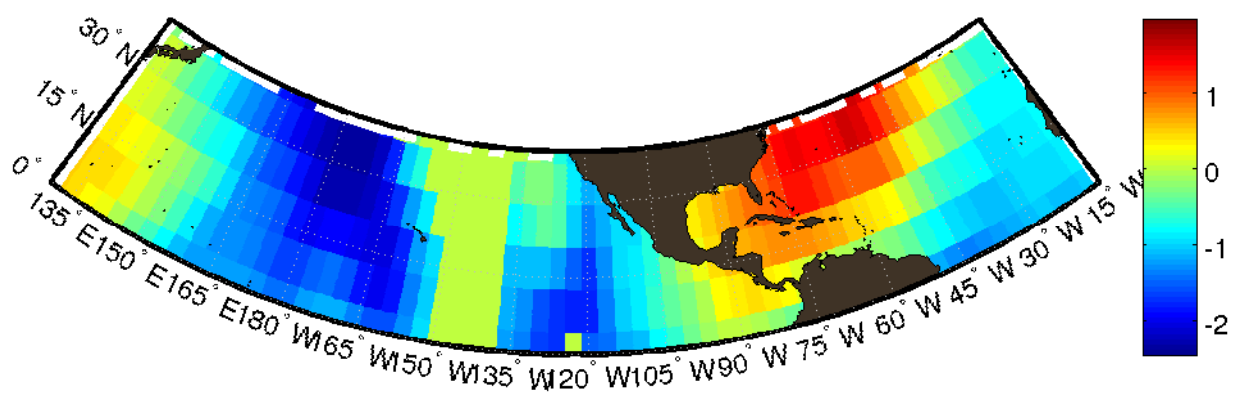 30° N
15° N
0°
135° E
150° E
165° E
180° W
165° W
150° W
135° W
120° W
105° W
90° W
75° W
60° W
45° W
30° W
15° W
1
0
-1
-2